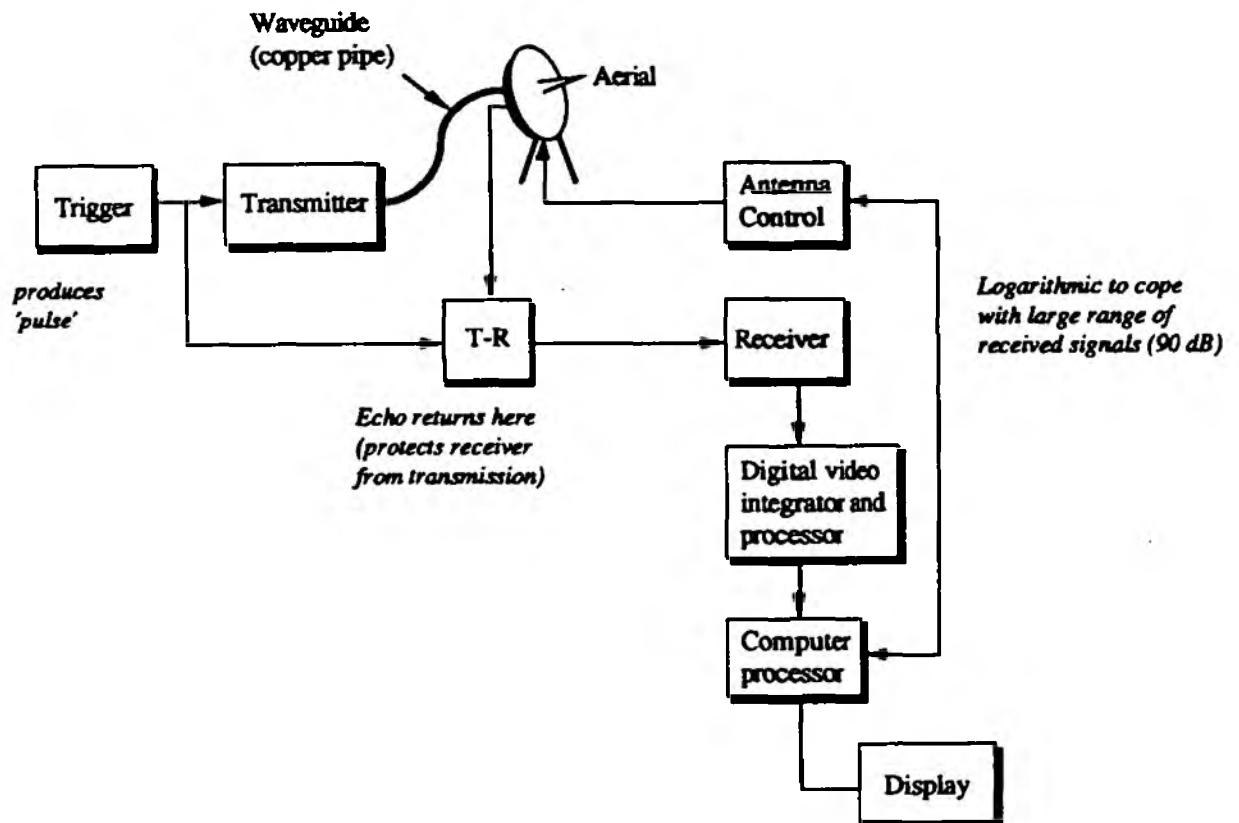 Waveguide
(copper pipe)
Aerial
Trigger
Transmitter
Antenna
Control
produces
'pulse'
T-R
Receiver
Logarithmic to cope
with large range of
received signals (90 dB)
Echo returns here
(protects receiver
from transmission)
Digital video
integrator and
processor
Computer
processor
Display